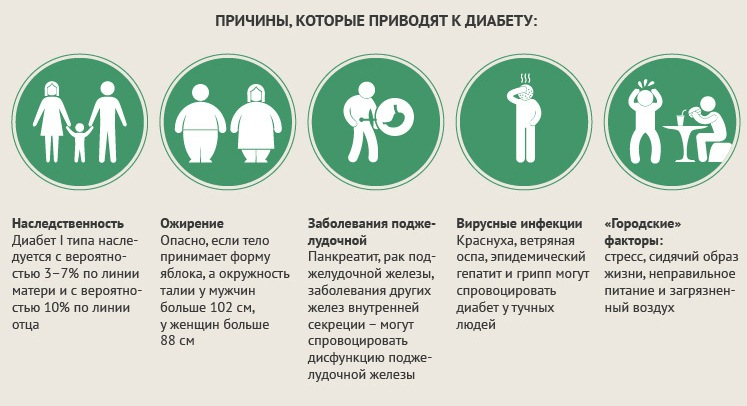 ПРИЧИНЫ, КОТОРЫЕ ПРИВОДЯТ К ДИАБЕТУ:
Наследственность
Диабет I типа насле-
дуется с вероятно-
стью 3–7% по линии
матери и с вероятно-
стью 10% по линии
отца
Ожирение
Опасно, если тело
принимает форму
яблока, а окружность
талии у мужчин
больше 102 см,
у женщин больше
88 см
Заболевания подже-
лудочной
Панкреатит, рак под-
желудочной железы,
заболевания других
желез внутренней
секреции – могут
спровоцировать
дисфункцию подже-
лудочной железы
Вирусные инфекции
Краснуха, ветряная
оспа, эпидемический
гепатит и грипп могут
спровоцировать
диабет у тучных
людей
«Городские»
факторы:
стресс, сидячий образ
жизни, неправильное
питание и загрязнен-
ный воздух